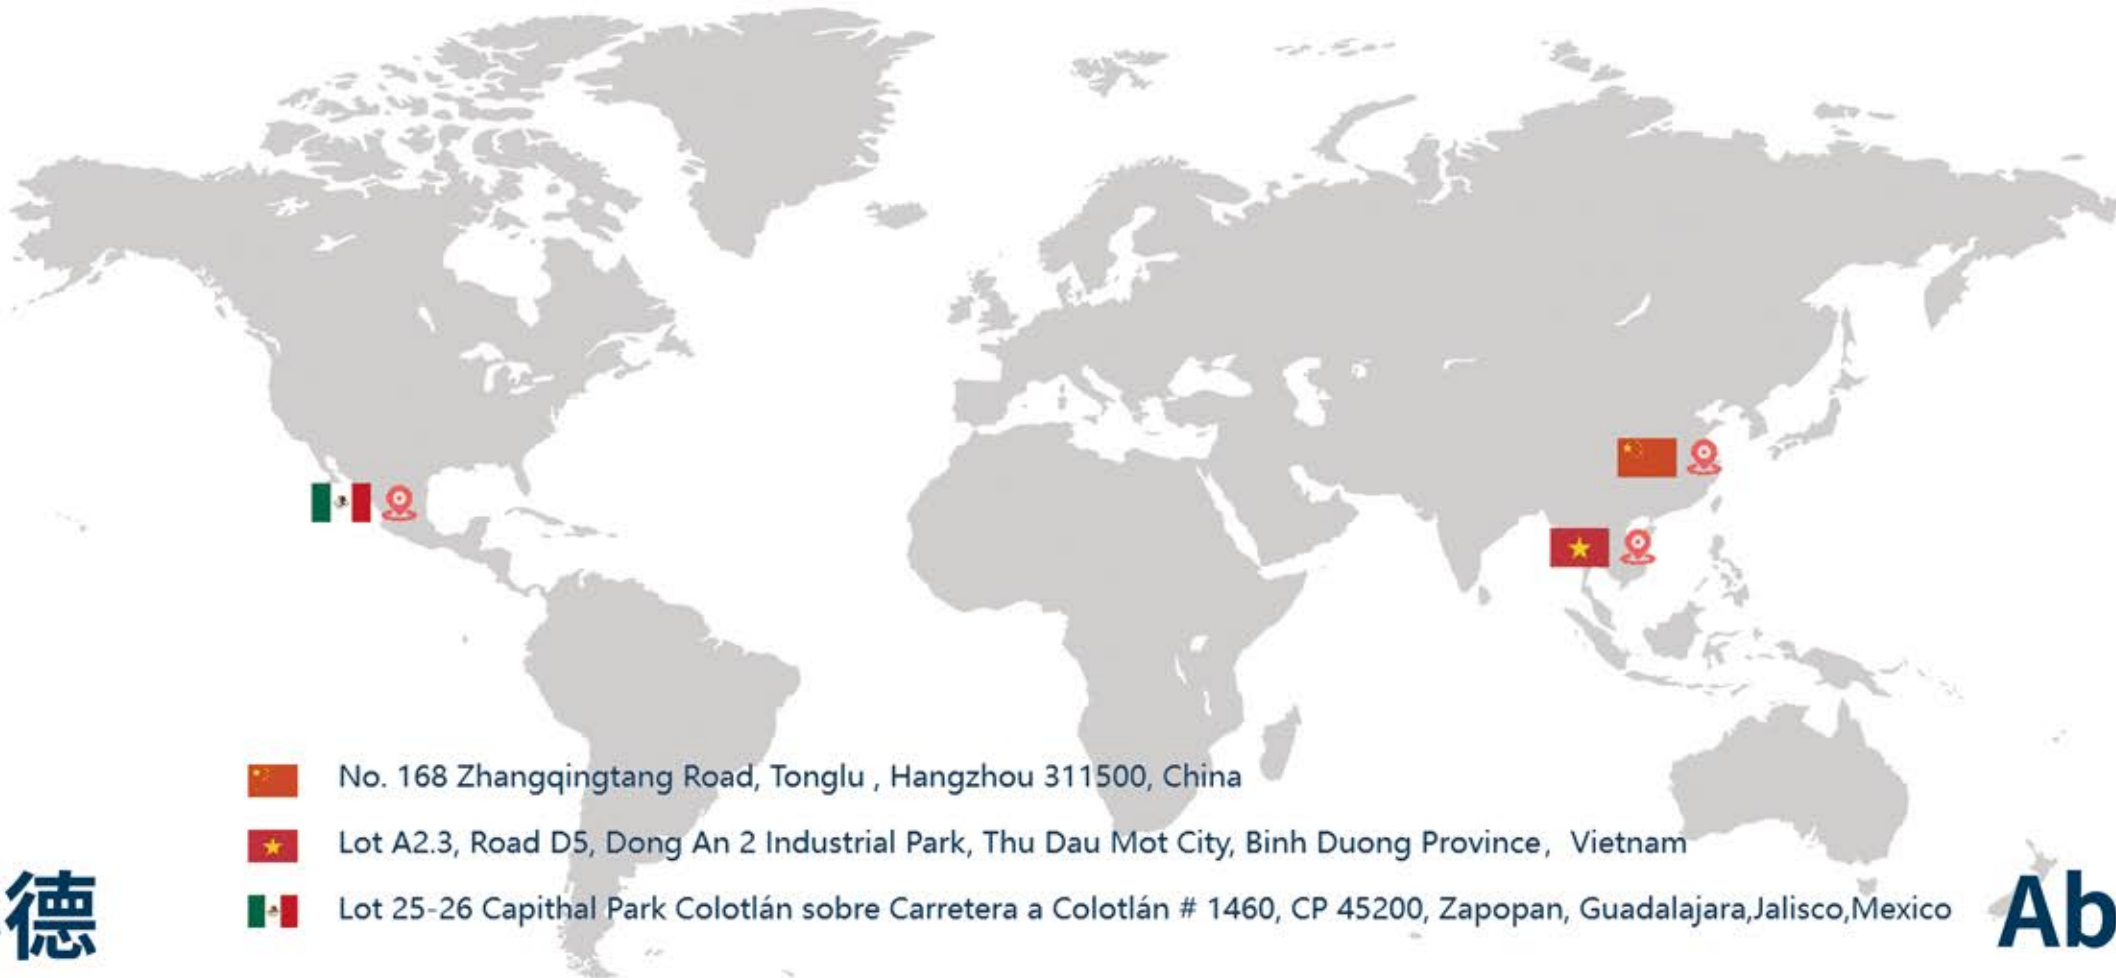 No. 168 Zhangqingtang Road, Tonglu , Hangzhou 311500, China
Lot A2.3, Road D5, Dong An 2 Industrial Park, Thu Dau Mot City, Binh Duong Province，Vietnam
Lot 25-26 Capithal Park Colotlán sobre Carretera a Colotlán # 1460, CP 45200, Zapopan, Guadalajara,Jalisco,Mexico
德
Ab